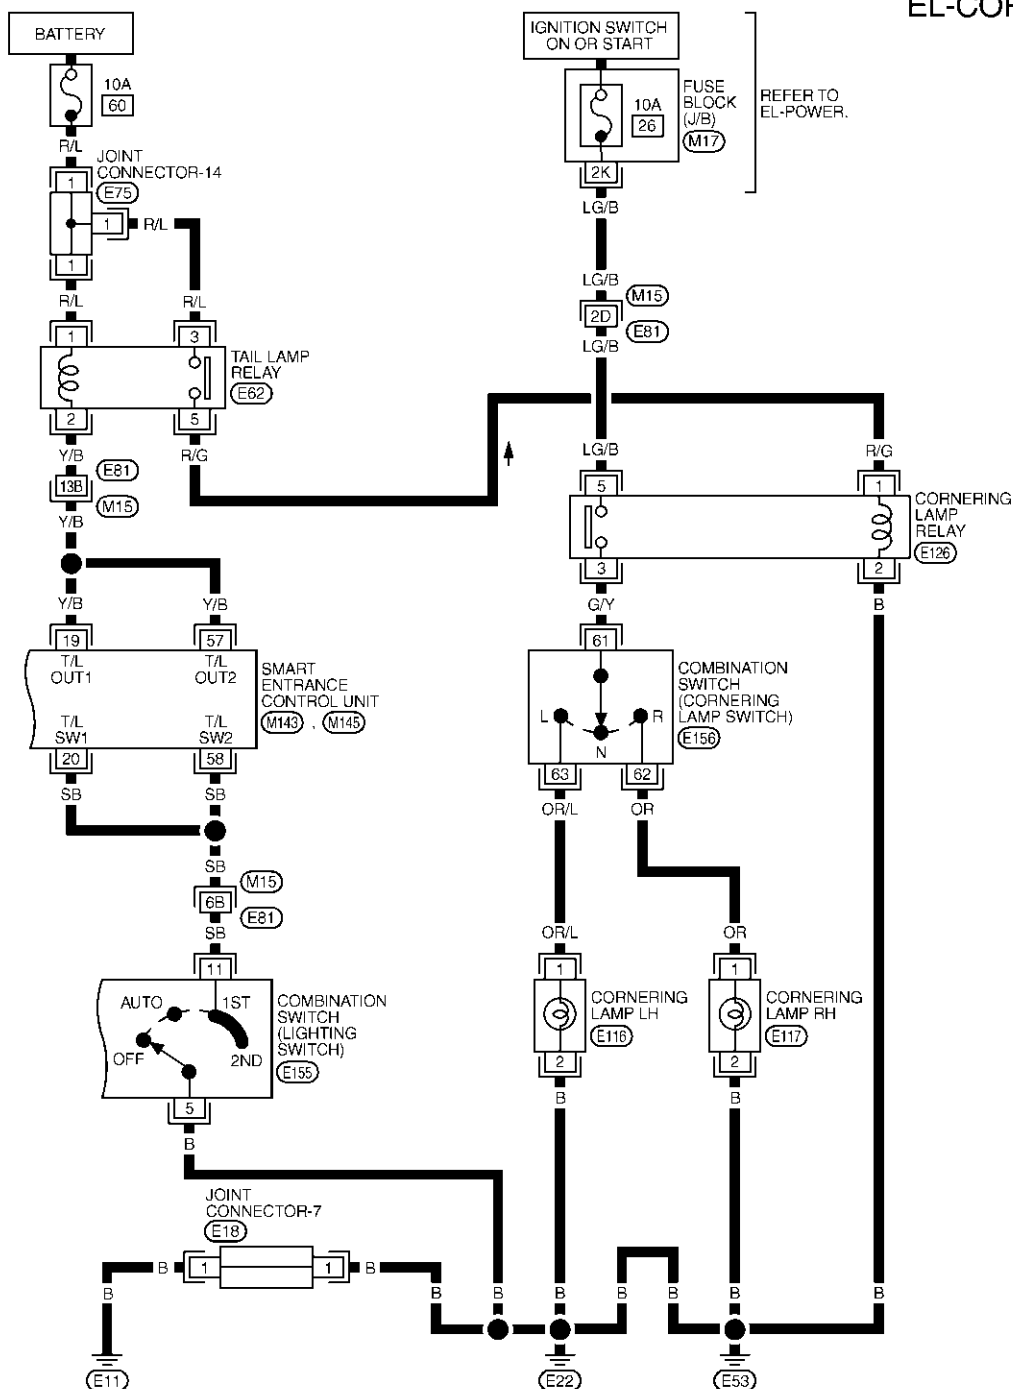 EL-COR
BATTERY
IGNITION SWITCH
ON OR START
10A
60
10A
26
FUSE
BLOCK
(J/B)
M17
REFER TO
EL-POWER.
2K
R/L
JOINT
CONNECTOR-14
E75
1
1
R/L
1
LG/B
R/L
R/L
LG/B
M15
2D
E81
LG/B
1
3
TAIL LAMP
RELAY
E62
2
5
Y/B
R/G
LG/B
R/G
E81
13B
M15
Y/B
5
1
CORNERING
LAMP
RELAY
E126
3
2
Y/B
Y/B
G/Y
B
19
57
61
T/L
OUT1
T/L
OUT2
SMART
ENTRANCE
CONTROL UNIT
M143 , M145
T/L
SW1
T/L
SW2
20
58
L
R
N
COMBINATION
SWITCH
(CORNERING
LAMP SWITCH)
E156
63
62
SB
SB
OR/L
OR
SB
M15
6B
E81
SB
OR/L
OR
11
1
1
AUTO
1ST
OFF
2ND
COMBINATION
SWITCH
(LIGHTING
SWITCH)
E155
CORNERING
LAMP LH
E116
CORNERING
LAMP RH
E117
2
2
5
B
B
B
JOINT
CONNECTOR-7
E18
B
1
1
B
B
B
B
B
B
B
B
B
E11
E22
E53